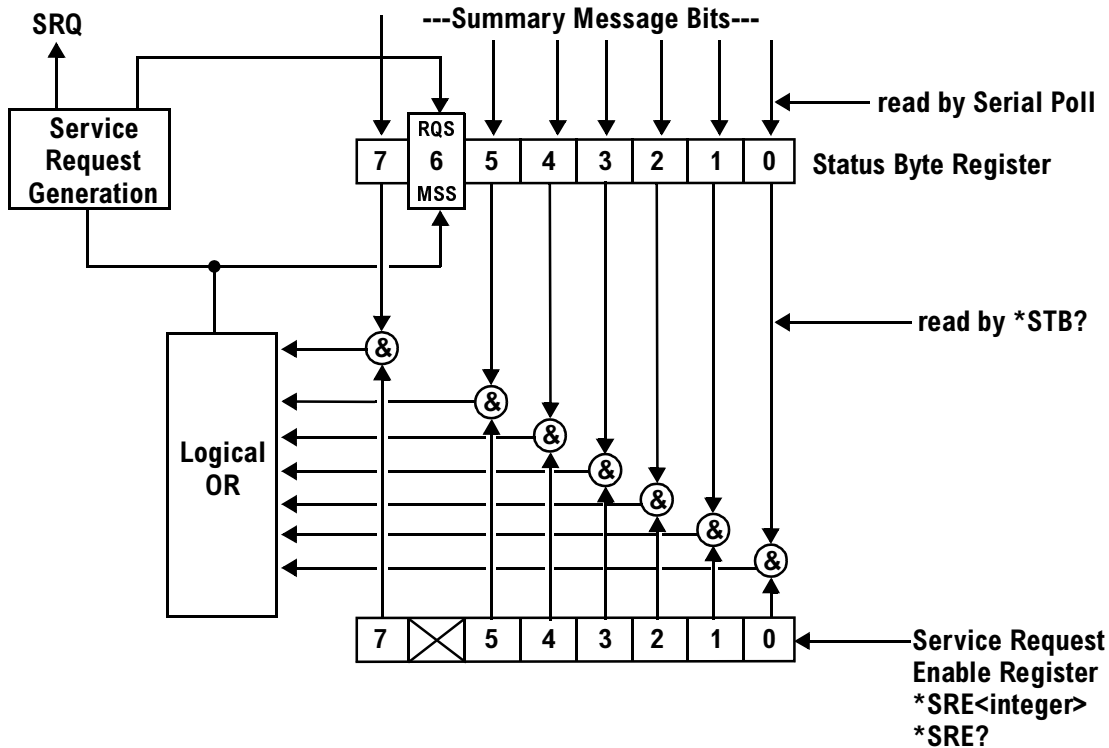 SRQ
---Summary Message Bits---
read by Serial Poll
Service
Request
Generation
RQS
7 6 5 4 3 2 1 0
MSS
Status Byte Register
read by *STB?
&
&
&
&
&
&
&
Logical
OR
7 5 4 3 2 1 0
Service Request
Enable Register
*SRE<integer>
*SRE?